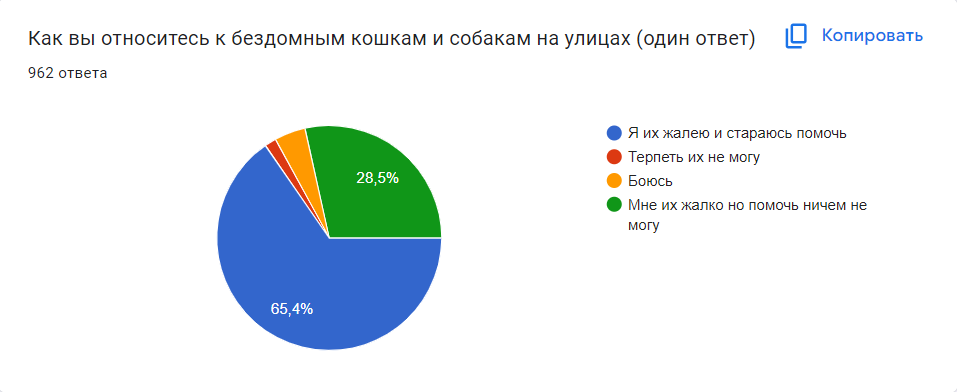 Как вы относитесь к бездомным кошкам и собакам на улицах (один ответ)
Копировать
962 ответа
28,5%
65,4%
Я их жалею и стараюсь помочь
Терпеть их не могу
Боюсь
Мне их жалко но помочь ничем не
могу